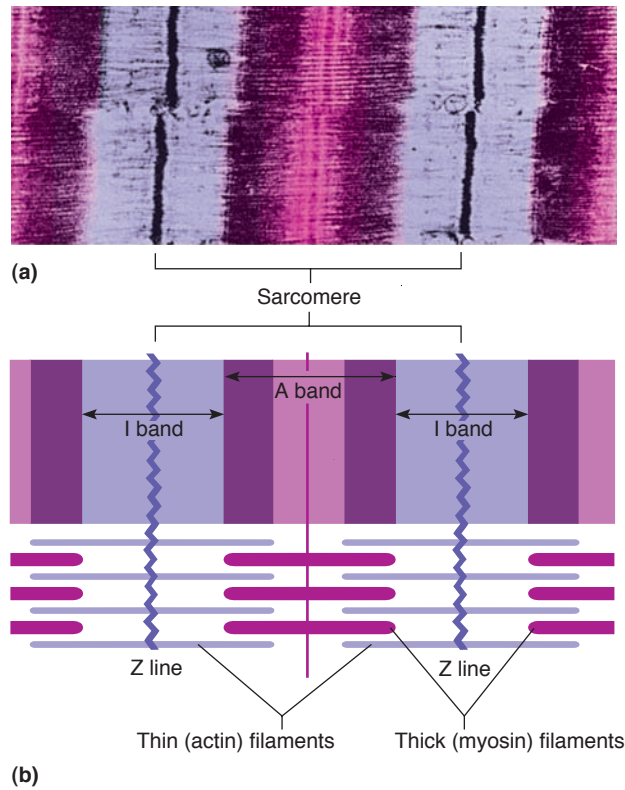 (a)
Sarcomere
A band
I band
I band
Z line
Z line
Thin (actin) filaments
Thick (myosin) filaments
(b)